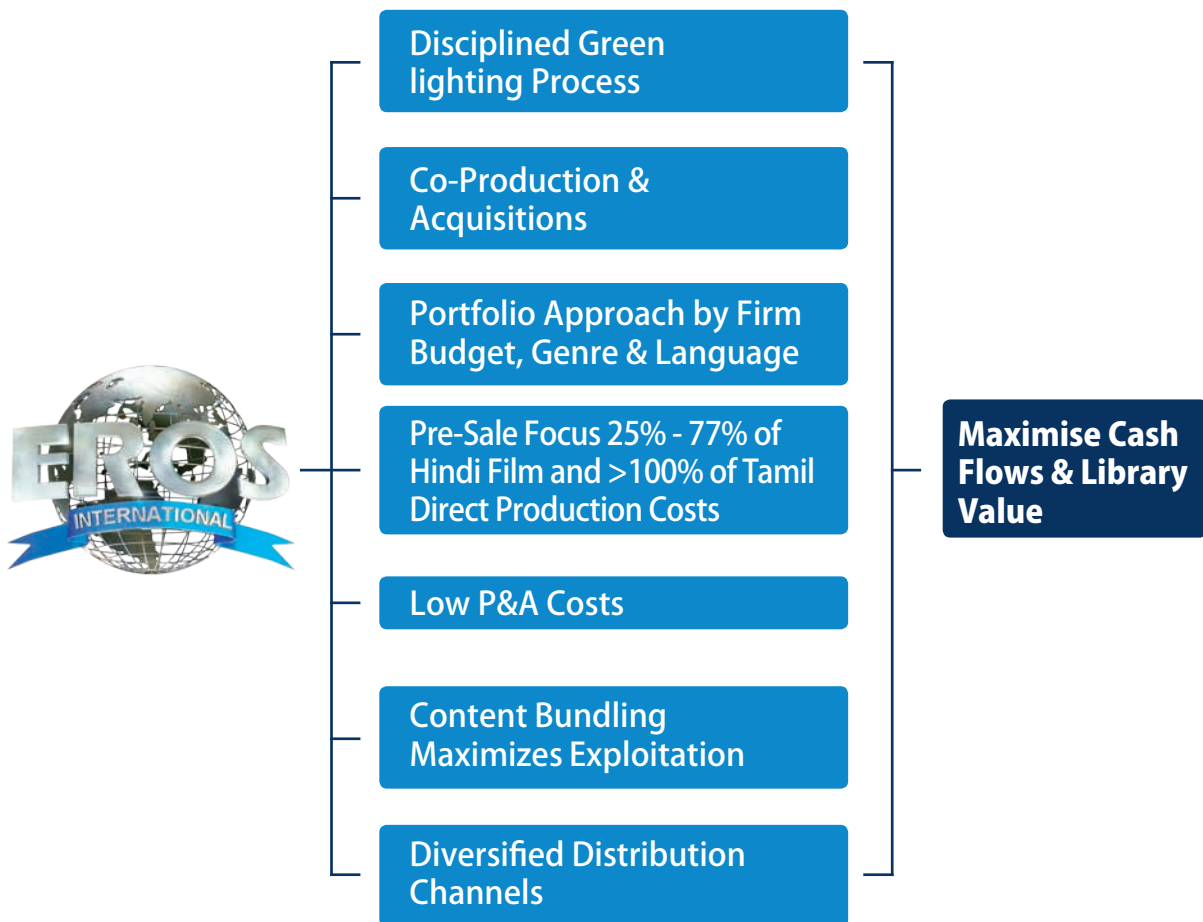 Disciplined Green
lighting Process
Co-Production &
Acquisitions
Portfolio Approach by Firm
Budget, Genre & Language
EROS
INTERNATIONAL
Pre-Sale Focus 25% - 77% of
Hindi Film and >100% of Tamil
Direct Production Costs
Maximise Cash
Flows & Library
Value
Low P&A Costs
Content Bundling
Maximizes Exploitation
Diversified Distribution
Channels